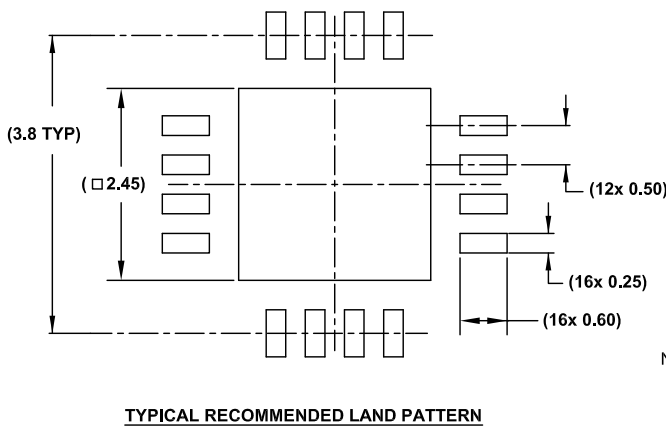 (3.8 TYP)
(□2.45)
(12x 0.50)
(16x 0.25)
(16x 0.60)
N
TYPICAL RECOMMENDED LAND PATTERN